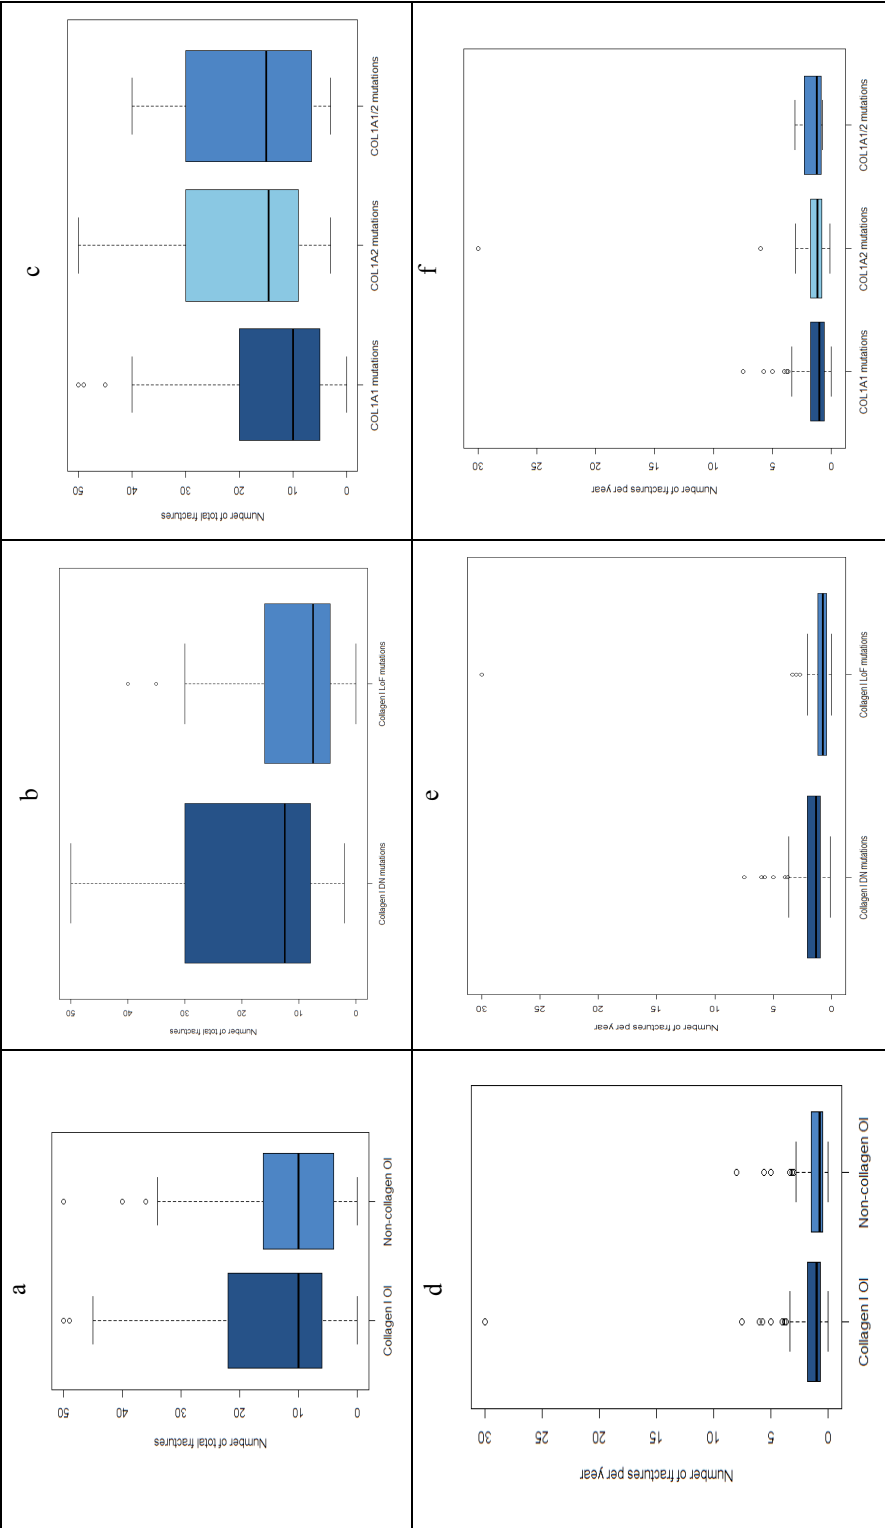 c
50
40
30
20
10
0
Number of total fractures
COL1A1 mutations
COL1A2 mutations
COL1A1/2 mutations
f
30
25
20
15
10
5
0
Number of fractures per year
COL1A1 mutations
COL1A2 mutations
COL1A1/2 mutations
b
50
40
30
20
10
0
Number of total fractures
Collagen I DN mutations
Collagen I LoF mutations
e
30
25
20
15
10
5
0
Number of fractures per year
Collagen I DN mutations
Collagen I LoF mutations
a
50
40
30
20
10
0
Number of total fractures
Collagen I OI
Non-collagen OI
d
30
25
20
15
10
5
0
Number of fractures per year
Collagen I OI
Non-collagen OI